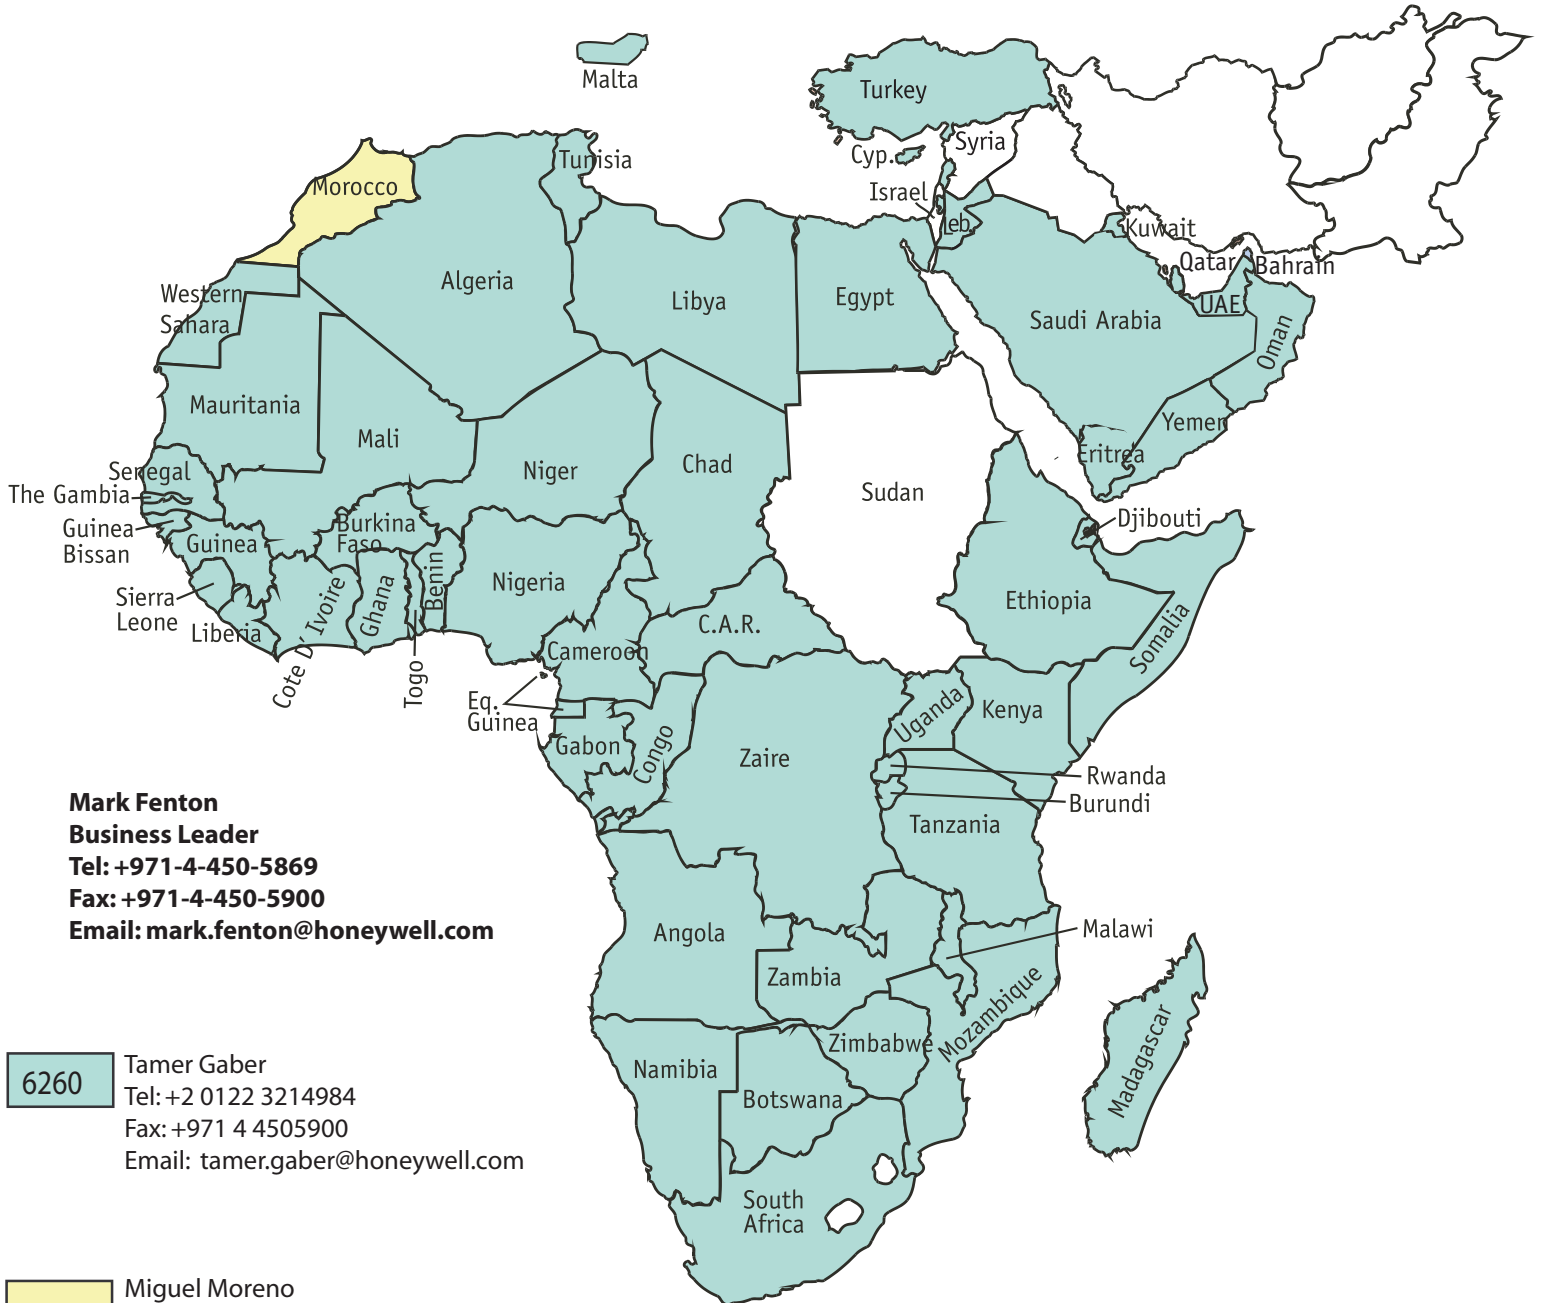 Malta
Turkey
Cyp.
Syria
Israel
Leb
Kuwait
Qatar
Bahrain
UAE
Oman
Saudi Arabia
Yemen
Eritrea
Djibouti
Morocco
Tunisia
Algeria
Libya
Egypt
Western
Sahara
Mauritania
Mali
Niger
Chad
Sudan
Senegal
The Gambia
Guinea
Bissan
Guinea
Sierra
Leone
Liberia
Cote D' Ivoire
Burkina
Faso
Ghana
Togo
Benin
Nigeria
Cameroon
C.A.R.
Ethiopia
Somalia
Eq.
Guinea
Gabon
Congo
Zaire
Uganda
Kenya
Rwanda
Burundi
Tanzania
Angola
Zambia
Malawi
Mozambique
Madagascar
Namibia
Botswana
Zimbabwe
South
Africa
Mark Fenton
Business Leader
Tel: +971-4-450-5869
Fax: +971-4-450-5900
Email: mark.fenton@honeywell.com
6260
Tamer Gaber
Tel: +2 0122 3214984
Fax: +971 4 4505900
Email: tamer.gaber@honeywell.com
Miguel Moreno